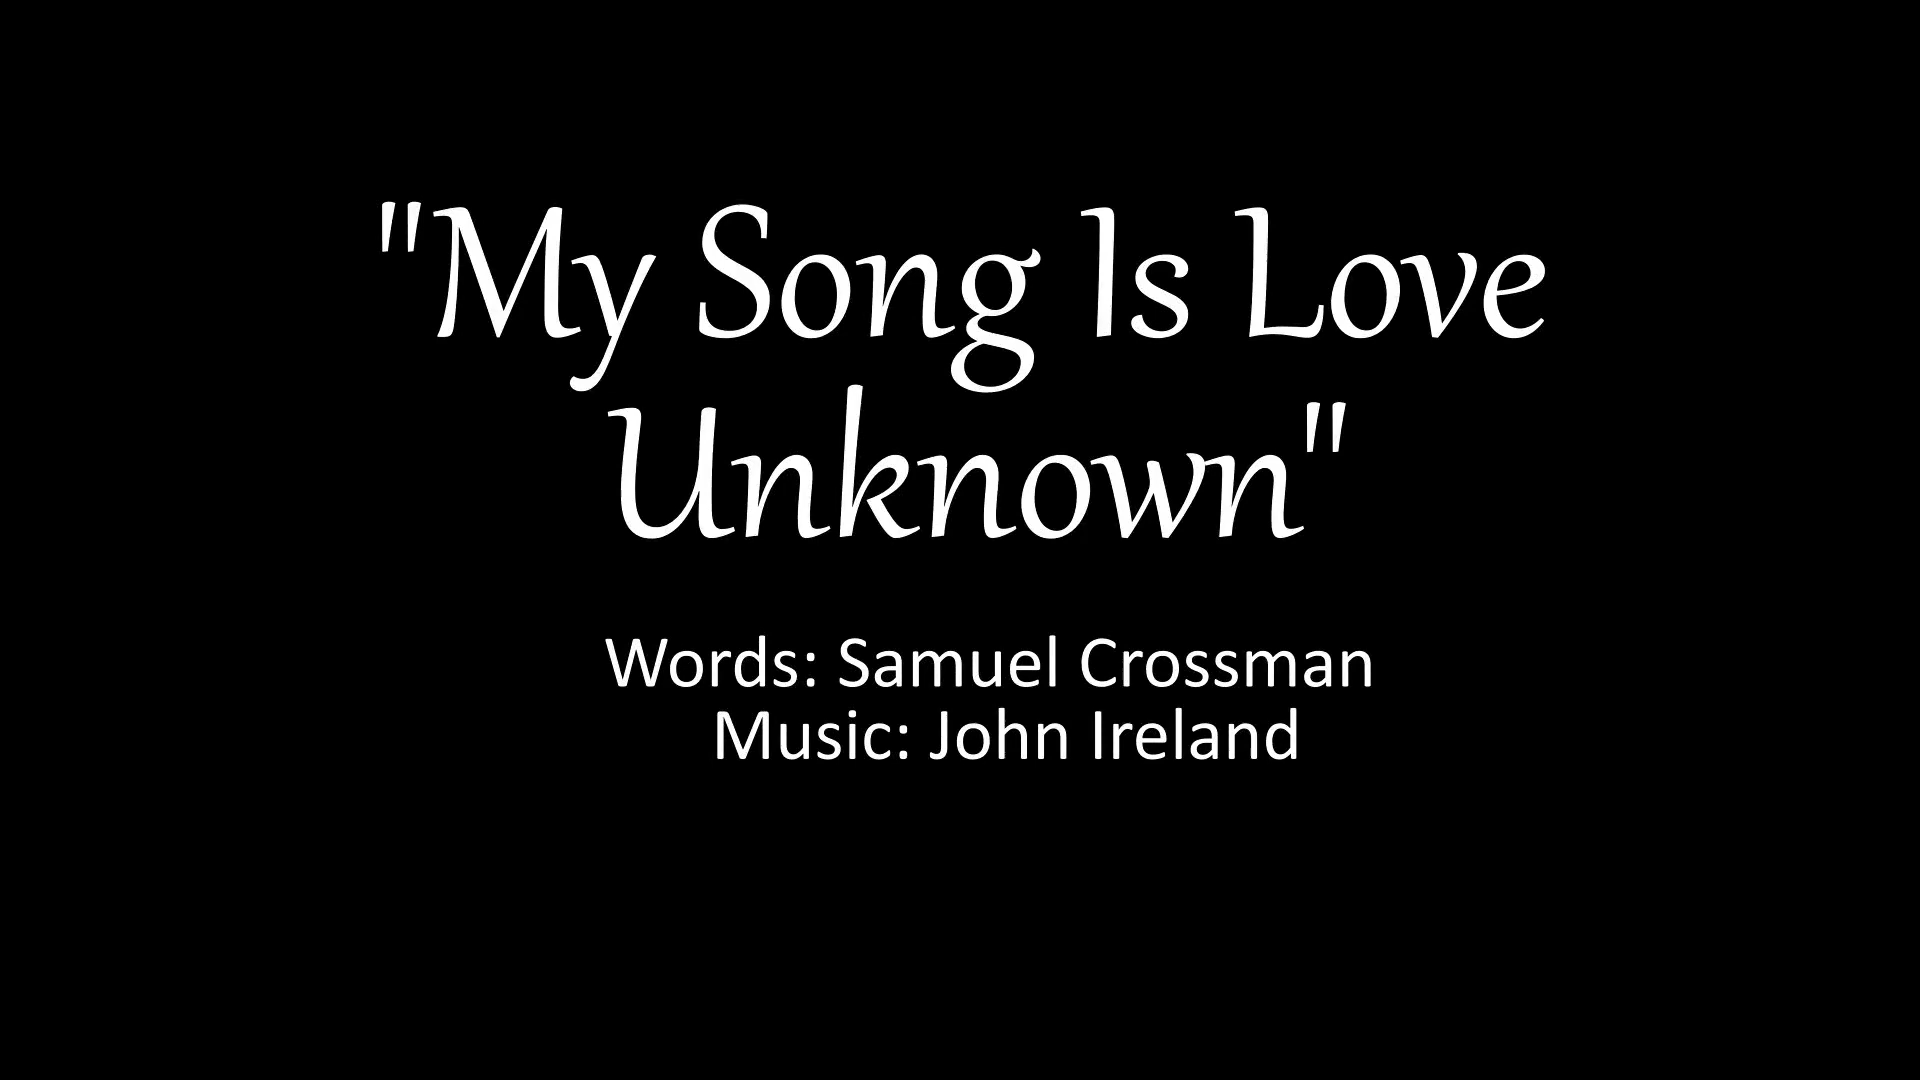 "My Song Is Love
Unknown"
Words: Samuel Crossman
Music: John Ireland